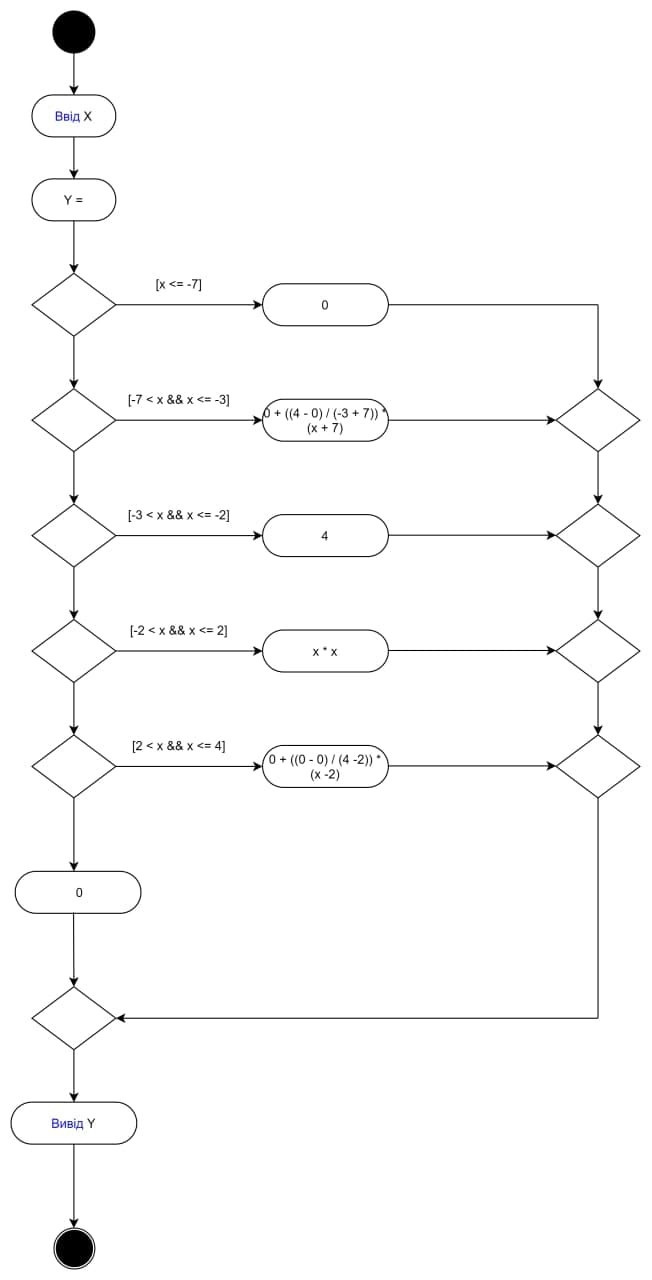 Ввід X
Y =
[x <= -7]
0
[-7 < x && x <= -3]
0 + ((4 - 0) / (-3 + 7)) *
(x + 7)
[-3 < x && x <= -2]
4
[-2 < x && x <= 2]
x * x
[2 < x && x <= 4]
0 + ((0 - 0) / (4 -2)) *
(x -2)
0
Вивід Y